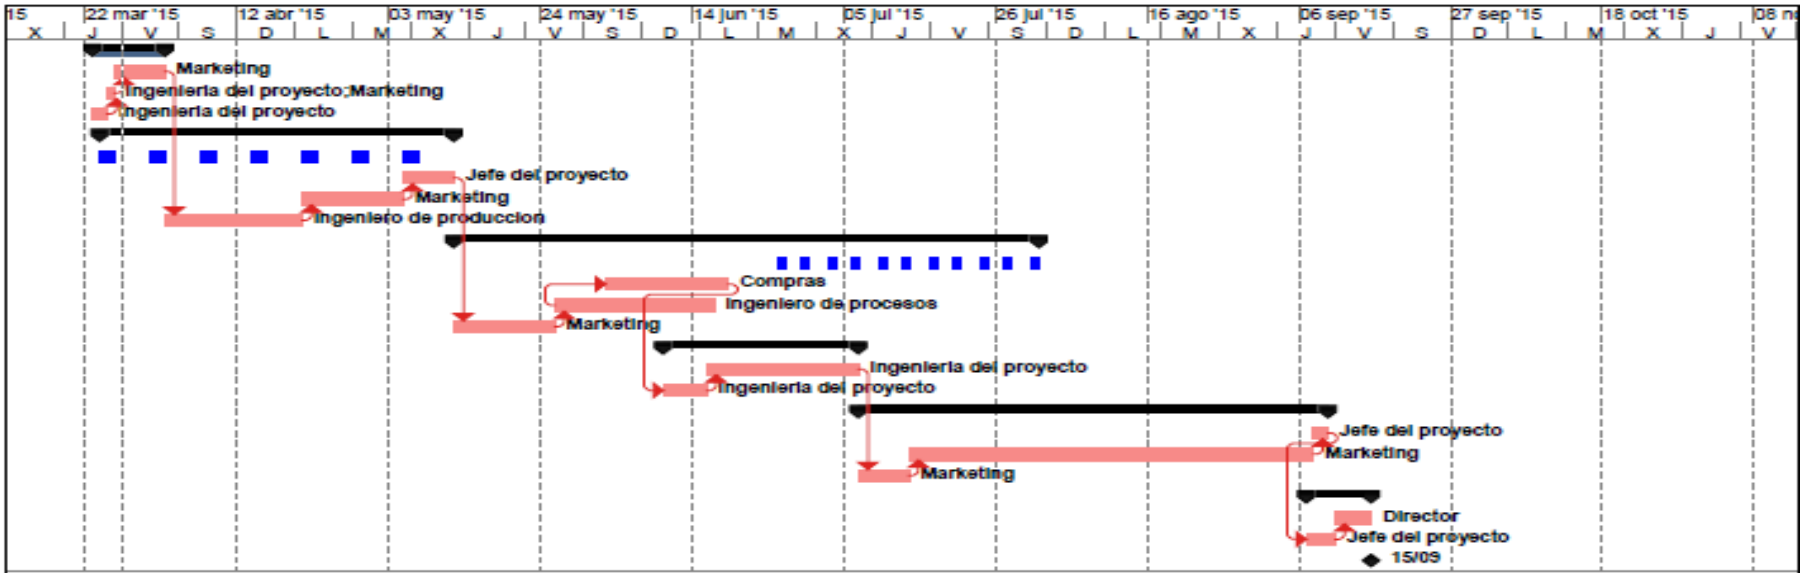 15 22 mar '15 12 abr '15 03 may '15 24 may '15 14 jun '15 05 jul '15 26 jul '15 16 ago '15 06 sep '15 27 sep '15 18 oct '15 08 n
X J V S D L M X J V S D L M X J V S D L M X J V S D L M X J V
Marketing
Ingenieria del proyecto;Marketing
Ingenieria del proyecto
Jefe del proyecto
Marketing
Ingeniero de produccion
Compras
Ingeniero de procesos
Marketing
Ingenieria del proyecto
Ingenieria del proyecto
Jefe del proyecto
Marketing
Marketing
Director
Jefe del proyecto
15/09